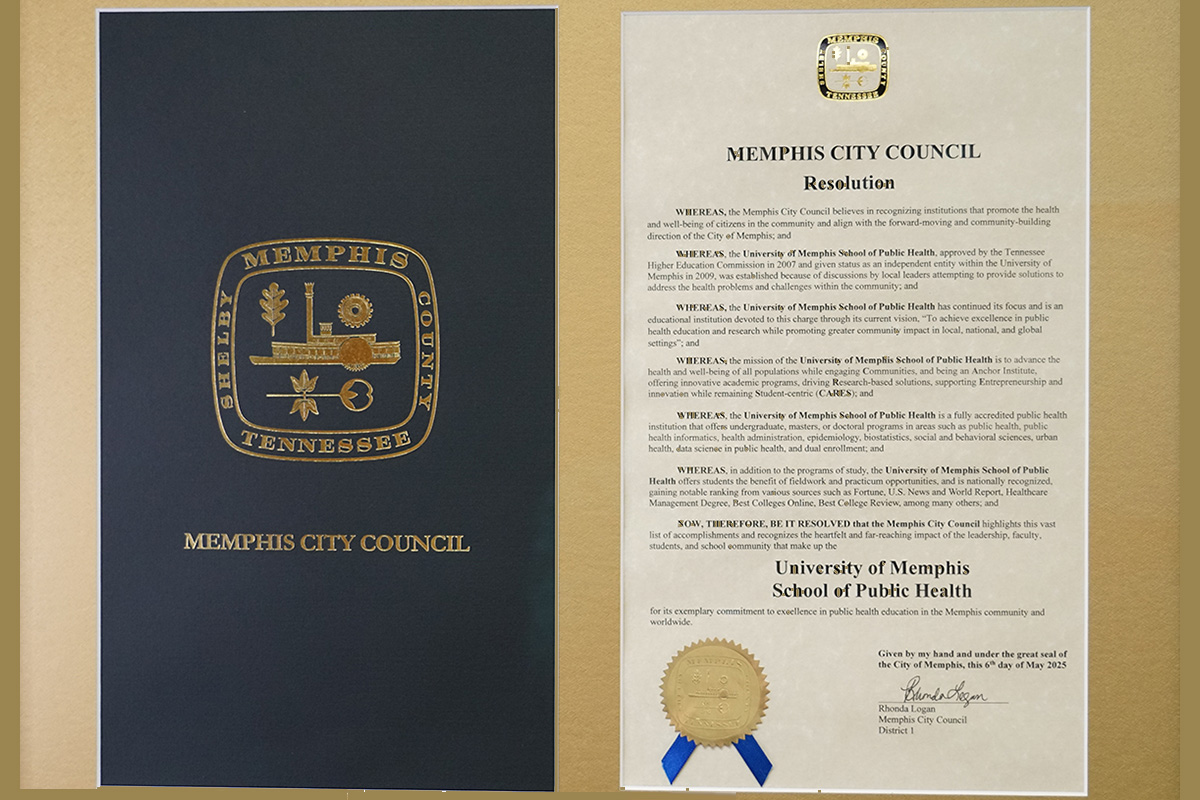 MEMPHIS
SHELBY
COUNTY
TENNESSEE
MEMPHIS CITY COUNCIL
MEMPHIS
SHELBY
COUNTY
TENNESSEE
MEMPHIS CITY COUNCIL
Resolution
WHEREAS, the Memphis City Council believes in recognizing institutions that promote the health
and well-being of citizens in the community and align with the forward-moving and community-building
direction of the City of Memphis; and
WHEREAS, the University of Memphis School of Public Health, approved by the Tennessee
Higher Education Commission in 2007 and given status as an independent entity within the University of
Memphis in 2009, was established because of discussions by local leaders attempting to provide solutions to
address the health problems and challenges within the community; and
WHEREAS, the University of Memphis School of Public Health has continued its focus and is an
educational institution devoted to this charge through its current vision, “To achieve excellence in public
health education and research while promoting greater community impact in local, national, and global
settings”; and
WHEREAS, the mission of the University of Memphis School of Public Health is to advance the
health and well-being of all populations while engaging Communities, and being an Anchor Institute,
offering innovative academic programs, driving Research-based solutions, supporting Entrepreneurship and
innovation while remaining Student-centric (CARES); and
WHEREAS, the University of Memphis School of Public Health is a fully accredited public health
institution that offers undergraduate, masters, or doctoral programs in areas such as public health, public
health informatics, health administration, epidemiology, biostatistics, social and behavioral sciences, urban
health, data science in public health, and dual enrollment; and
WHEREAS, in addition to the programs of study, the University of Memphis School of Public
Health offers students the benefit of fieldwork and practicum opportunities, and is nationally recognized,
gaining notable ranking from various sources such as Fortune, U.S. News and World Report, Healthcare
Management Degree, Best Colleges Online, Best College Review, among many others; and
NOW, THEREFORE, BE IT RESOLVED that the Memphis City Council highlights this vast
list of accomplishments and recognizes the heartfelt and far-reaching impact of the leadership, faculty,
students, and school community that make up the
University of Memphis
School of Public Health
for its exemplary commitment to excellence in public health education in the Memphis community and
worldwide.
MEMPHIS
TENNESSEE
Given by my hand and under the great seal of
the City of Memphis, this 6th day of May 2025
Rhonda Logan
Rhonda Logan
Memphis City Council
District 1